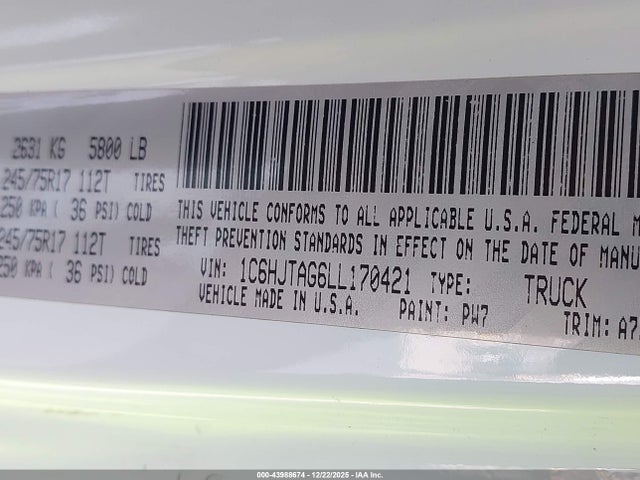 2631 KG 5800 LB
245/75R17 112T TIRES
250 KPA ( 36 PSI) COLD
245/75R17 112T TIRES
250 KPA ( 36 PSI) COLD
THIS VEHICLE CONFORMS TO ALL APPLICABLE U.S.A. FEDERAL M
THEFT PREVENTION STANDARDS IN EFFECT ON THE DATE OF MANU
VIN: 1C6HJTAG6LL170421 TYPE: TRUCK
VEHICLE MADE IN U.S.A. PAINT: PW7 TRIM: A7
000-43988674 - 12/22/2025 - IAA Inc.